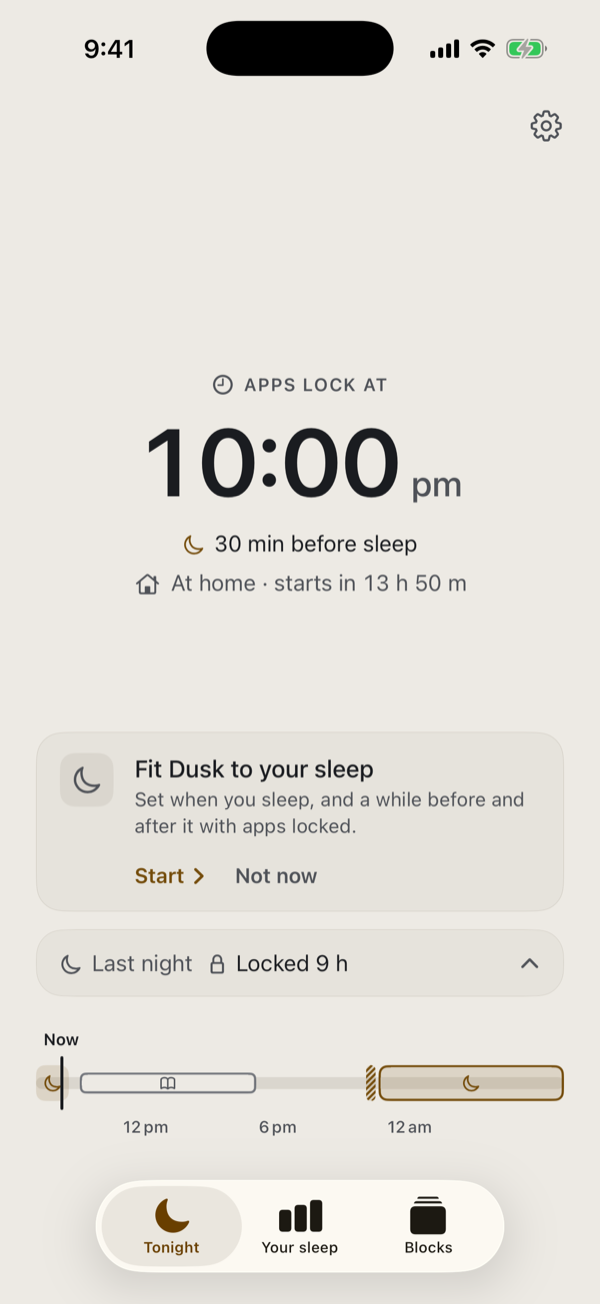 9:41
APPS LOCK AT
10:00 pm
30 min before sleep
At home · starts in 13 h 50 m
Fit Dusk to your sleep
Set when you sleep, and a while before and
after it with apps locked.
Start Not now
Last night Locked 9 h
Now
12 pm 6 pm 12 am
Tonight Your sleep Blocks